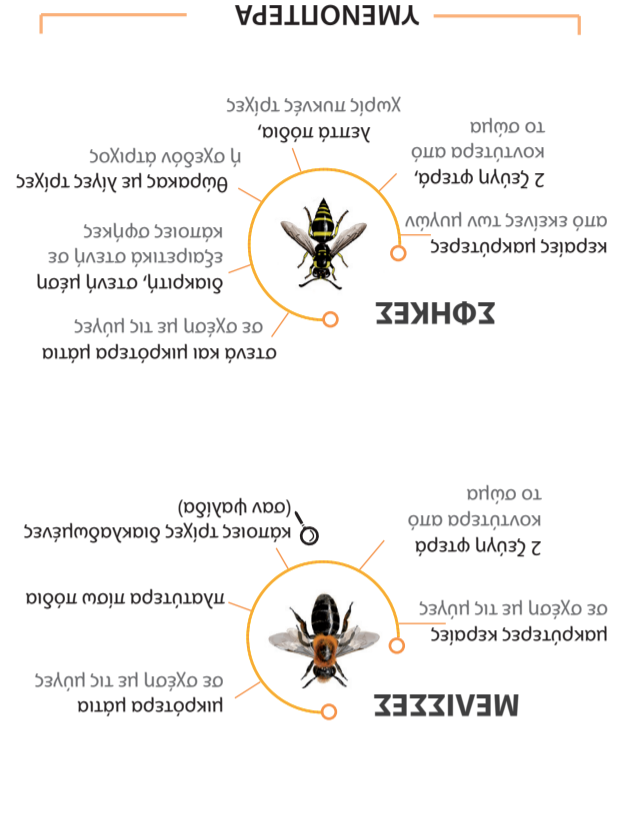 ΜΕΛΙΣΣΕΣ
μικρότερα μάτια
σε σχέση με τις μύγες
μακρύτερες κεραίες
σε σχέση με τις μύγες
πλατύτερα πίσω πόδια
2 ζεύγη φτερά
κοντύτερα από
το σώμα
κάποιες τρίχες διακλαδωμένες
(σαν ψαλίδα)
στενά και μικρότερα μάτια
σε σχέση με τις μύγες
ΣΦΗΚΕΣ
διακριτή, στενή μέση
εξαιρετικά στενή σε
κάποιες σφήκες
κεραίες μακρύτερες
από εκείνες των μυγών
θώρακας με λίγες τρίχες
ή σχεδόν άτριχος
2 ζεύγη φτερά,
κοντύτερα από
το σώμα
λεπτά πόδια,
χωρίς πυκνές τρίχες
ΥΜΕΝΟΠΤΕΡΑ